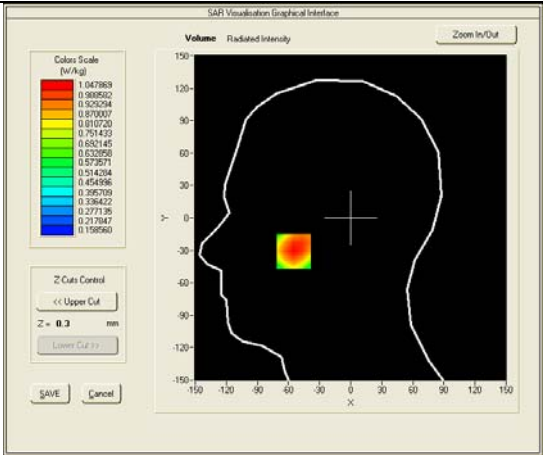 SAR Visualisation Graphical Interface
Volume Radiated Intensity
Zoom In/Out
Colors Scale
(W/kg)
1.047869
0.988582
0.929294
0.870007
0.810720
0.751433
0.692145
0.632858
0.573571
0.514284
0.454996
0.395709
0.336422
0.277135
0.217847
0.158560
Z Cuts Control
<< Upper Cut
Z = 0.3 mm
Lower Cut >>
SAVE Cancel
150
120
90
60
30
0
-30
-60
-90
-120
-150
Y
-150 -120 -90 -60 -30 0 30 60 90 120 150
X